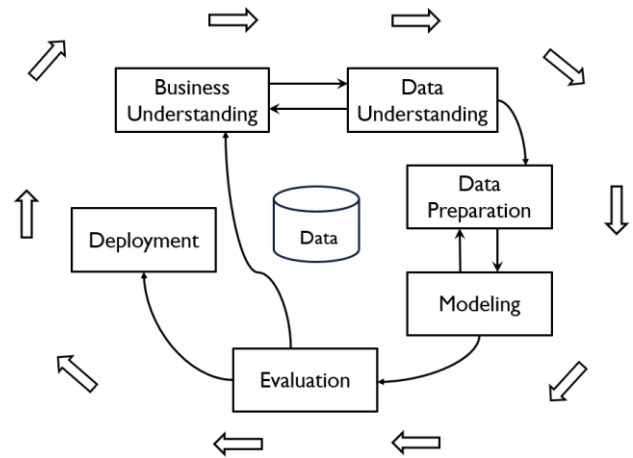 Business
Understanding
Data
Understanding
Data
Preparation
Deployment
Data
Modeling
Evaluation